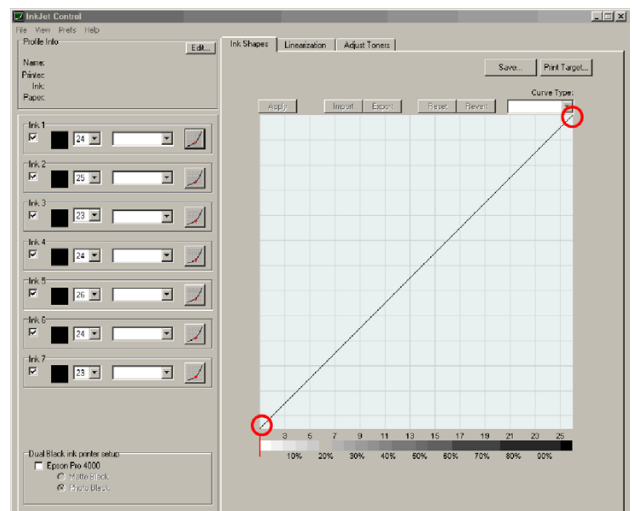 InkJet Control
File View Prefs Help
Profile Info
Edit...
Name:
Printer:
Ink:
Paper:
Ink 1
24
Ink 2
25
Ink 3
23
Ink 4
24
Ink 5
26
Ink 6
24
Ink 7
23
Dual Black ink printer setup
Epson Pro 4000
Matte Black
Photo Black
Ink Shapes Linearization Adjust Toners
Save... Print Target...
Curve Type:
Apply Import Export Reset Revert
3 5 7 9 11 13 15 17 19 21 23 25
10% 20% 30% 40% 50% 60% 70% 80% 90%